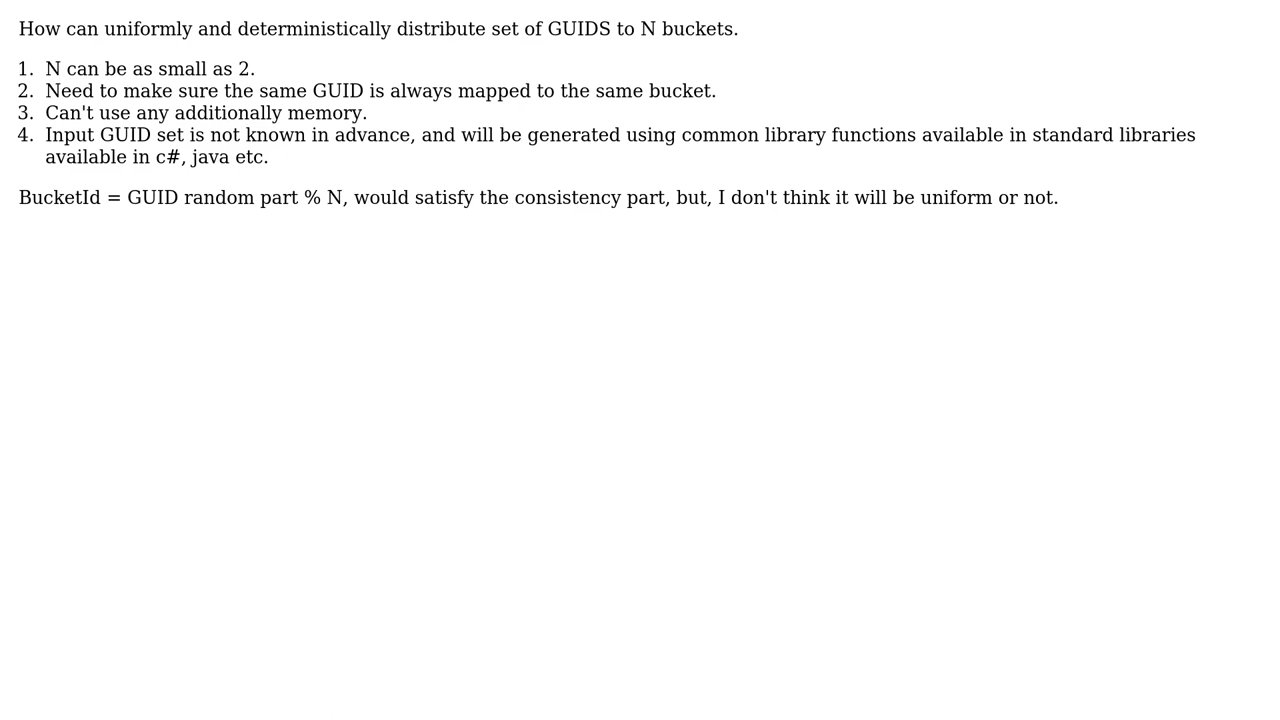 How can uniformly and deterministically distribute set of GUIDS to N buckets.
1. N can be as small as 2.
2. Need to make sure the same GUID is always mapped to the same bucket.
3. Can't use any additionally memory.
4. Input GUID set is not known in advance, and will be generated using common library functions available in standard libraries
available in c#, java etc.
BucketId = GUID random part % N, would satisfy the consistency part, but, I don't think it will be uniform or not.